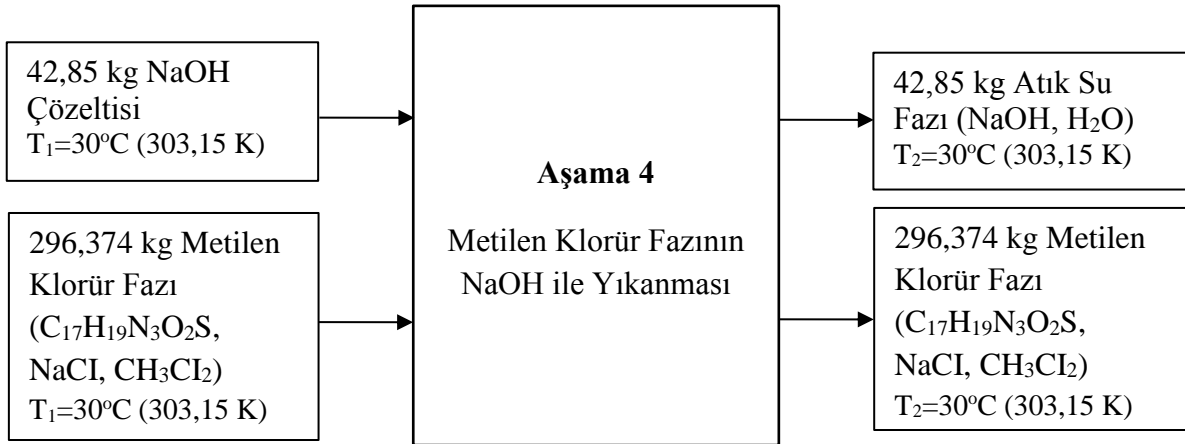 42,85 kg NaOH
Çözeltisi
T₁=30ºC (303,15 K)
296,374 kg Metilen
Klorür Fazı
(C₁₇H₁₉N₃O₂S,
NaCI, CH₃CI₂)
T₁=30ºC (303,15 K)
Aşama 4
Metilen Klorür Fazının
NaOH ile Yıkanması
42,85 kg Atık Su
Fazı (NaOH, H₂O)
T₂=30ºC (303,15 K)
296,374 kg Metilen
Klorür Fazı
(C₁₇H₁₉N₃O₂S,
NaCI, CH₃CI₂)
T₂=30ºC (303,15 K)